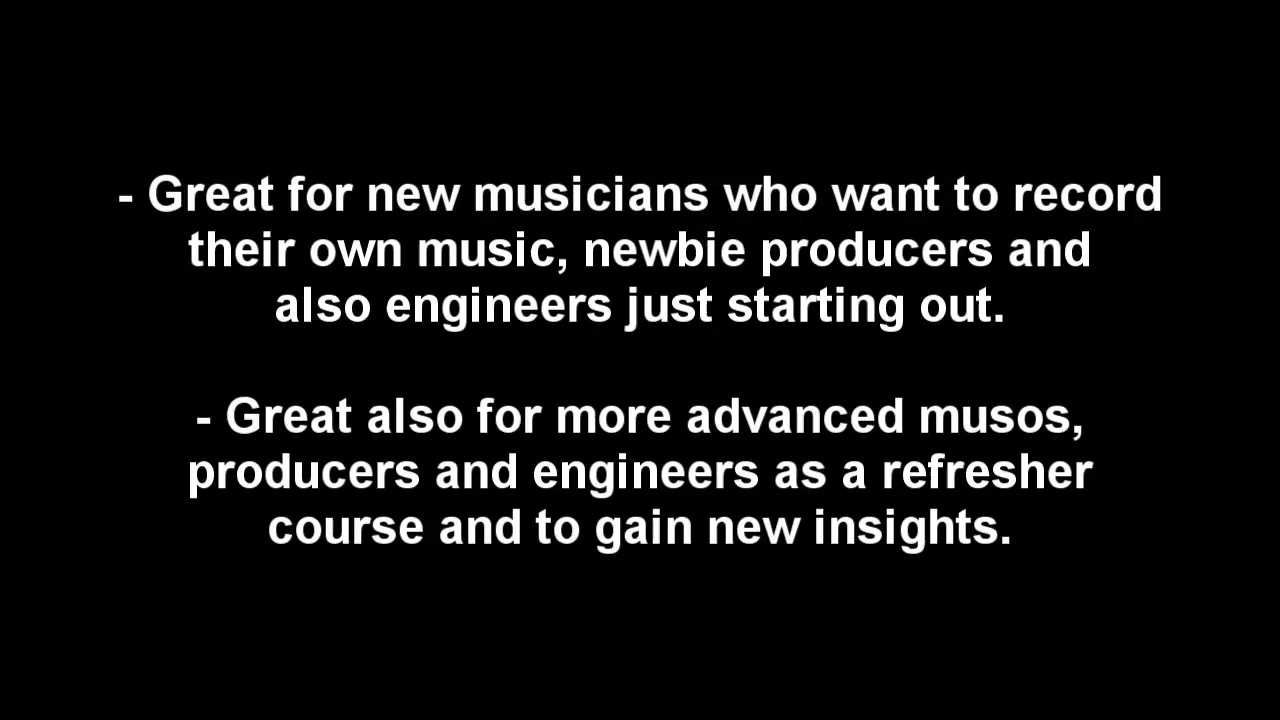 - Great for new musicians who want to record
their own music, newbie producers and
also engineers just starting out.
- Great also for more advanced musos,
producers and engineers as a refresher
course and to gain new insights.